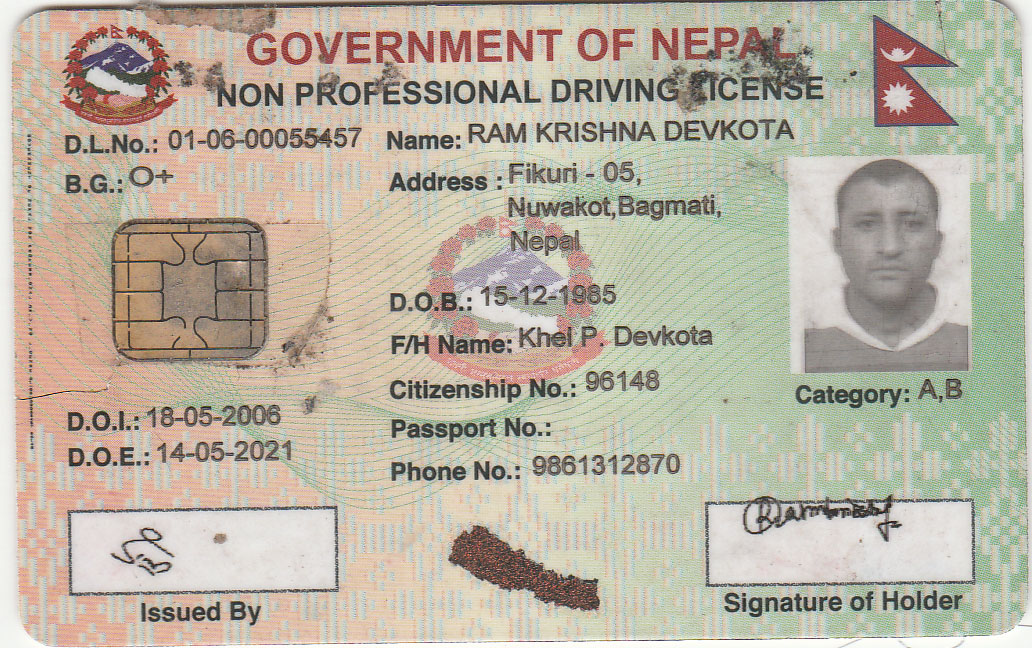 GOVERNMENT OF NEPAL
NON PROFESSIONAL DRIVING LICENSE
D.L.No.: 01-06-00055457
Name: RAM KRISHNA DEVKOTA
B.G.: O+
Address : Fikuri - 05,
Nuwakot,Bagmati,
Nepal
D.O.B.: 15-12-1985
F/H Name: Khel P. Devkota
Citizenship No.: 96148
Category: A,B
D.O.I.: 18-05-2006
Passport No.:
D.O.E.: 14-05-2021
Phone No.: 9861312870
Issued By
Signature of Holder